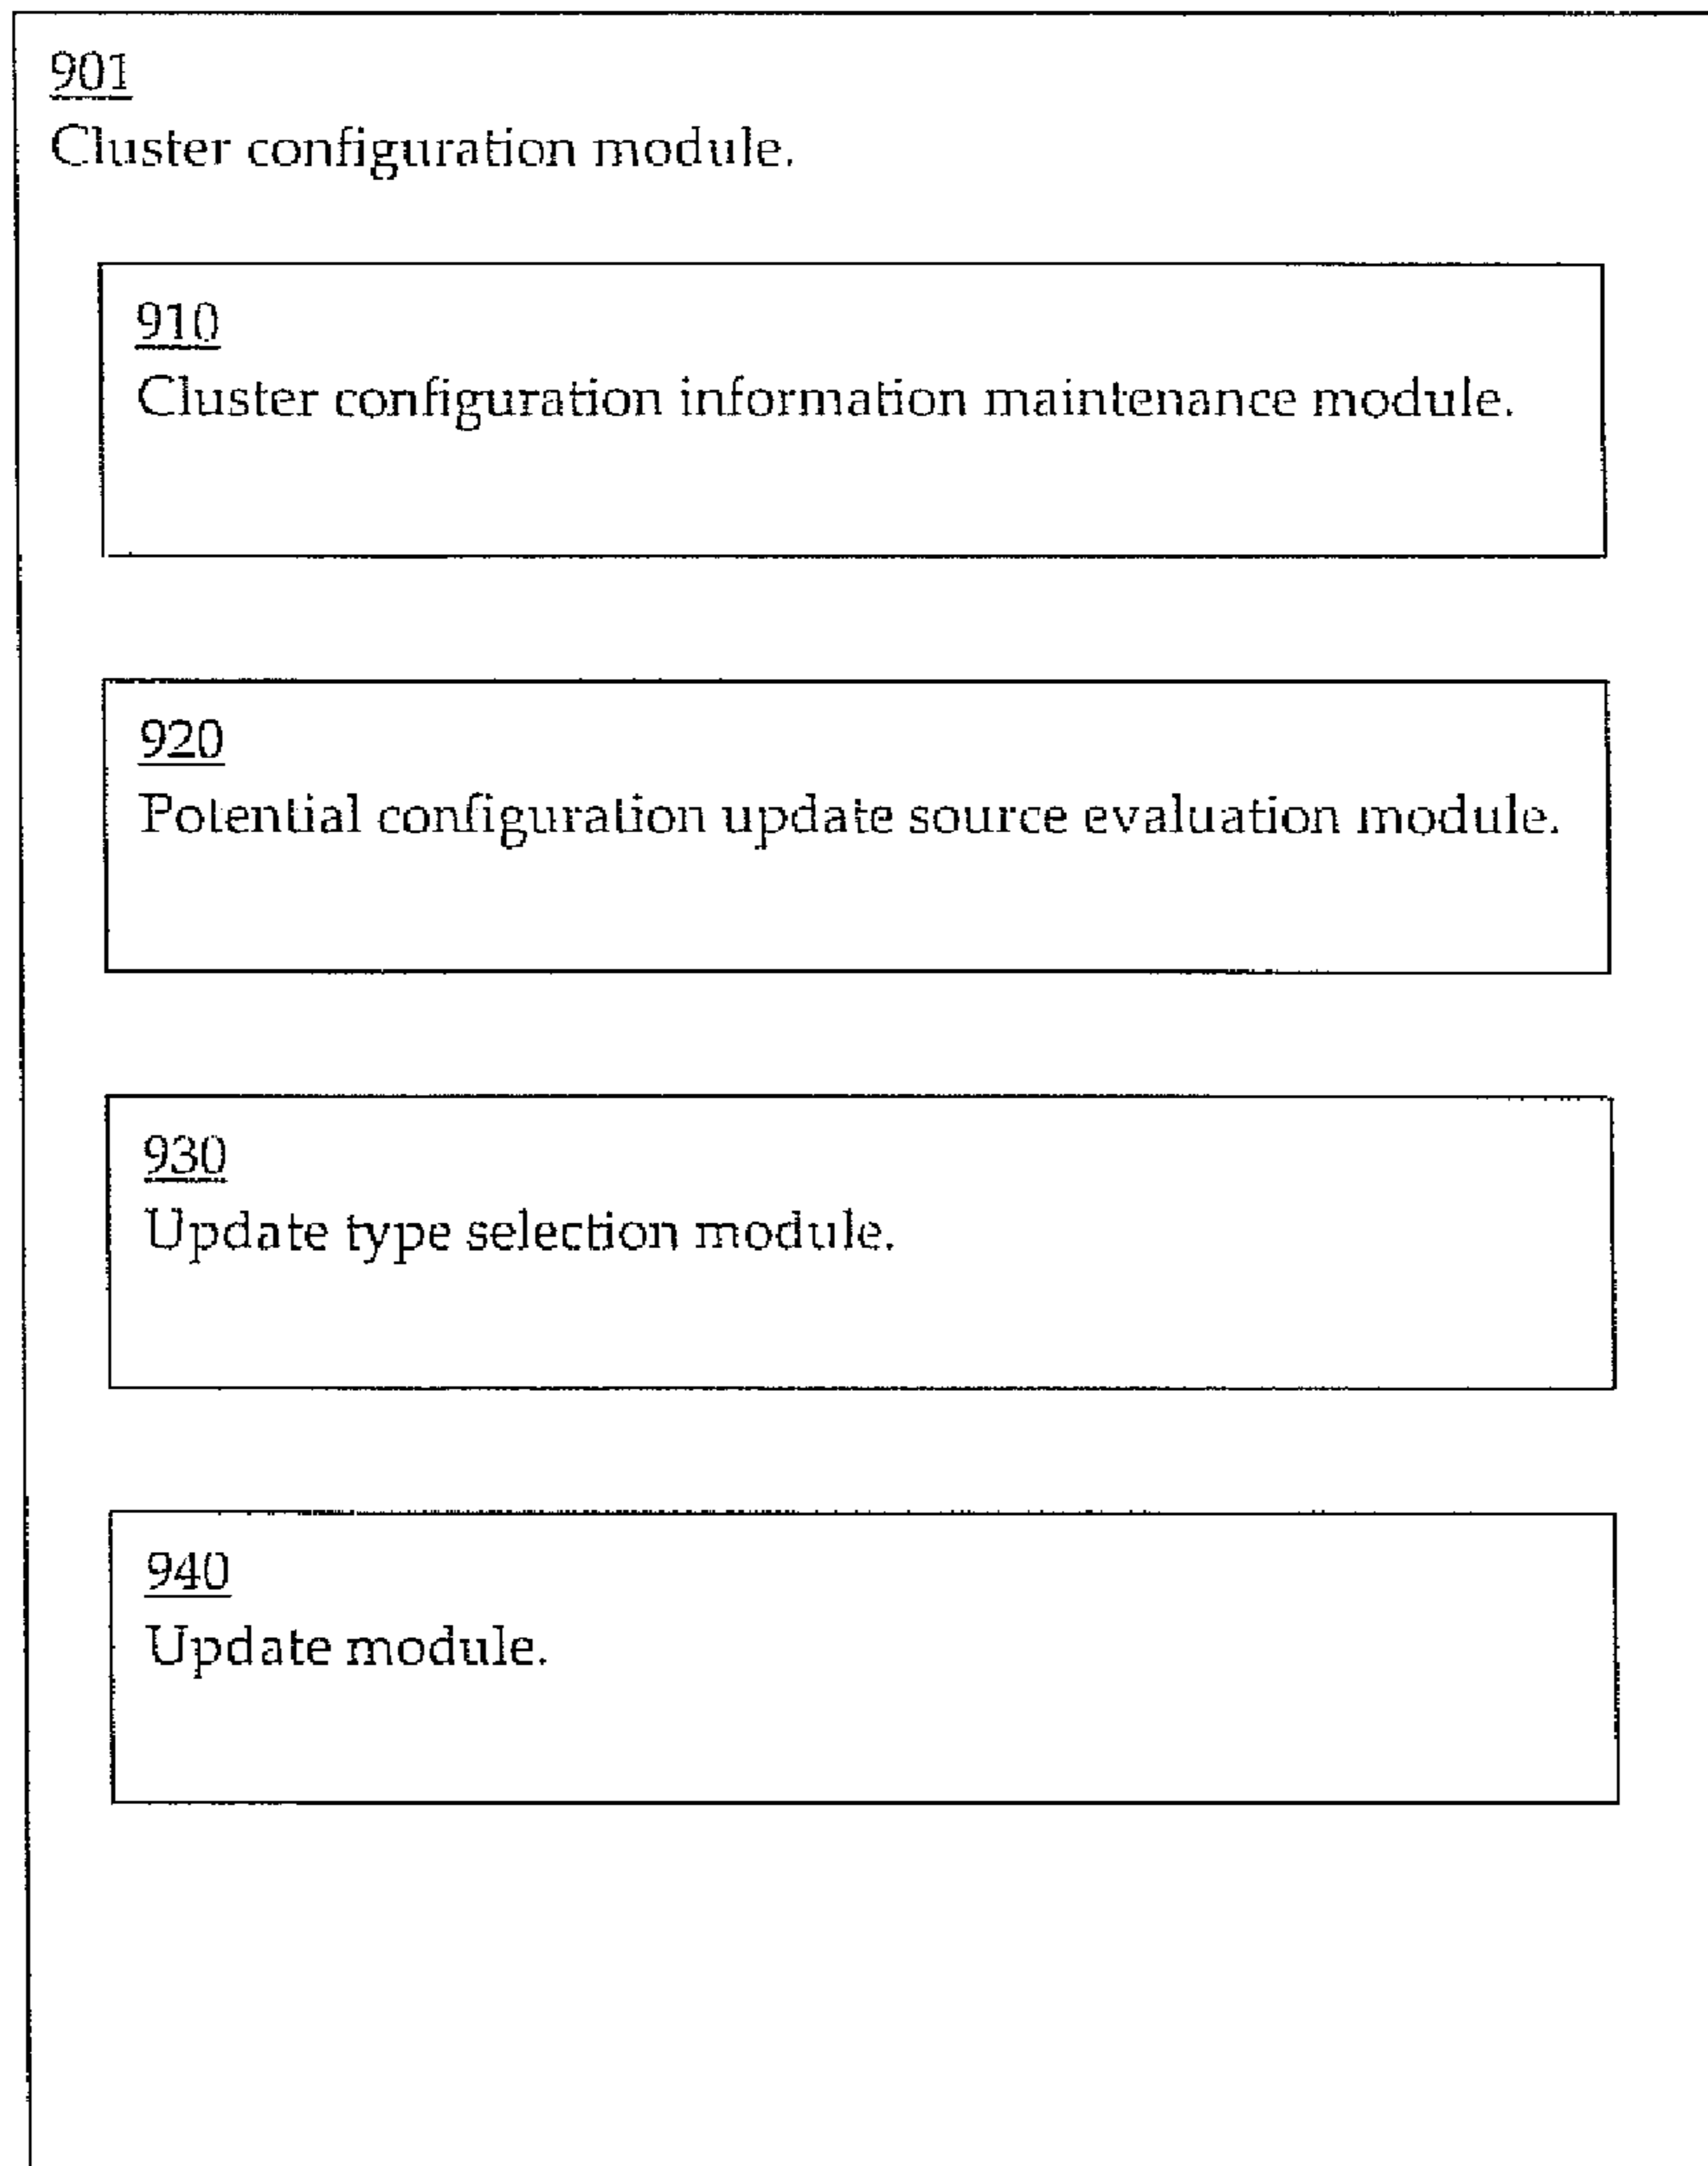 901
Cluster configuration module.
910
Cluster configuration information maintenance module.
920
Potential configuration update source evaluation module.
930
Update type selection module.
940
Update module.